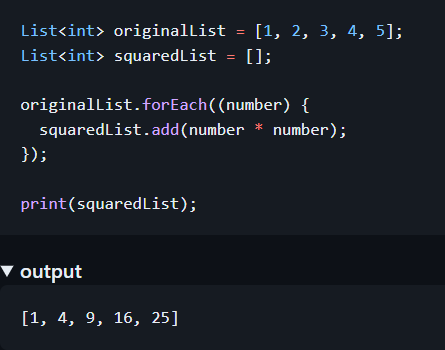 List<int> originalList = [1, 2, 3, 4, 5];
List<int> squaredList = [];
originalList.forEach((number) {
  squaredList.add(number * number);
});
print(squaredList);
▼ output
[1, 4, 9, 16, 25]